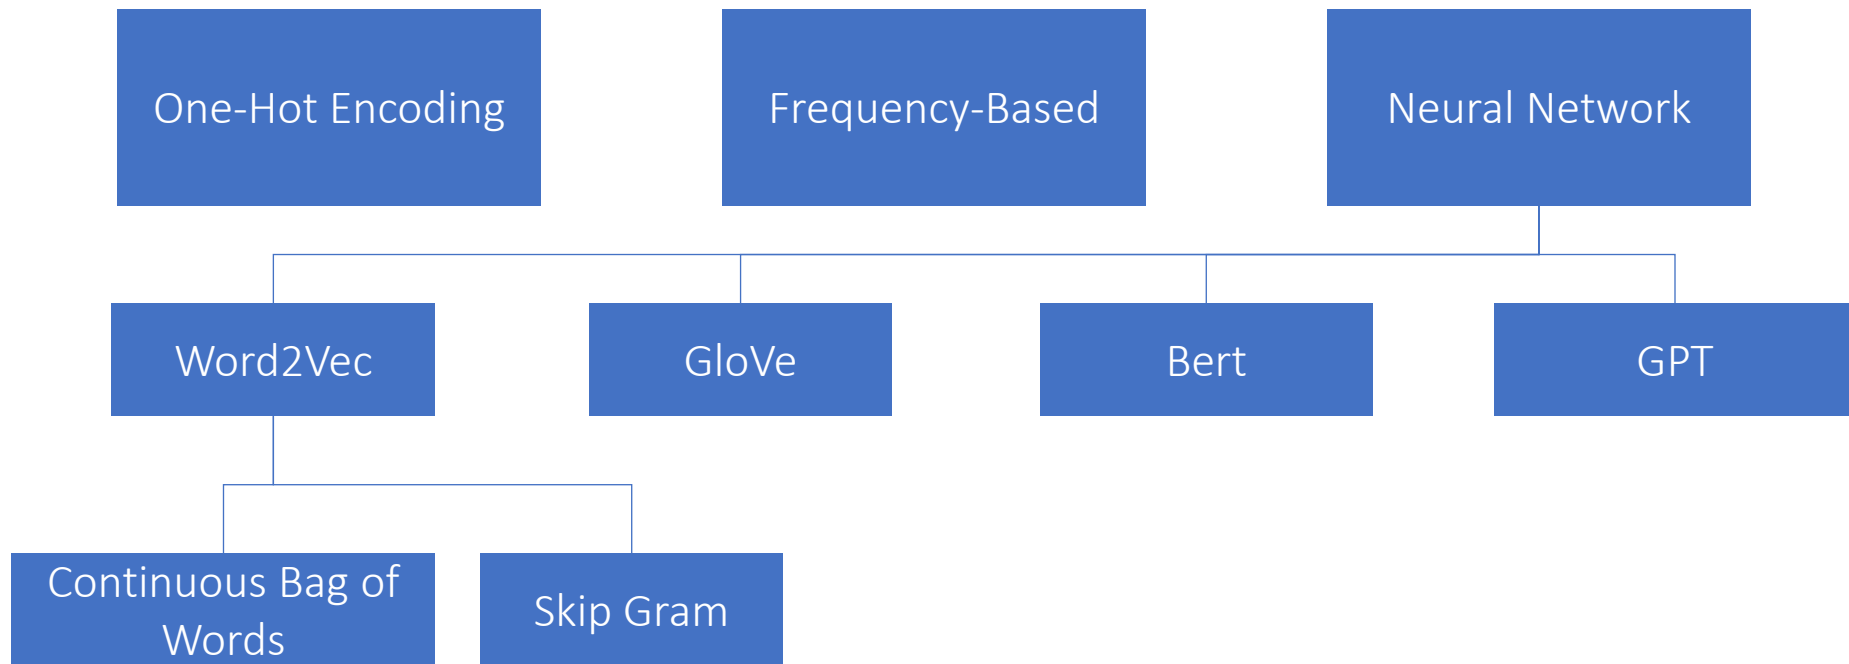 One-Hot Encoding
Frequency-Based
Neural Network
Word2Vec
GloVe
Bert
GPT
Continuous Bag of
Words
Skip Gram